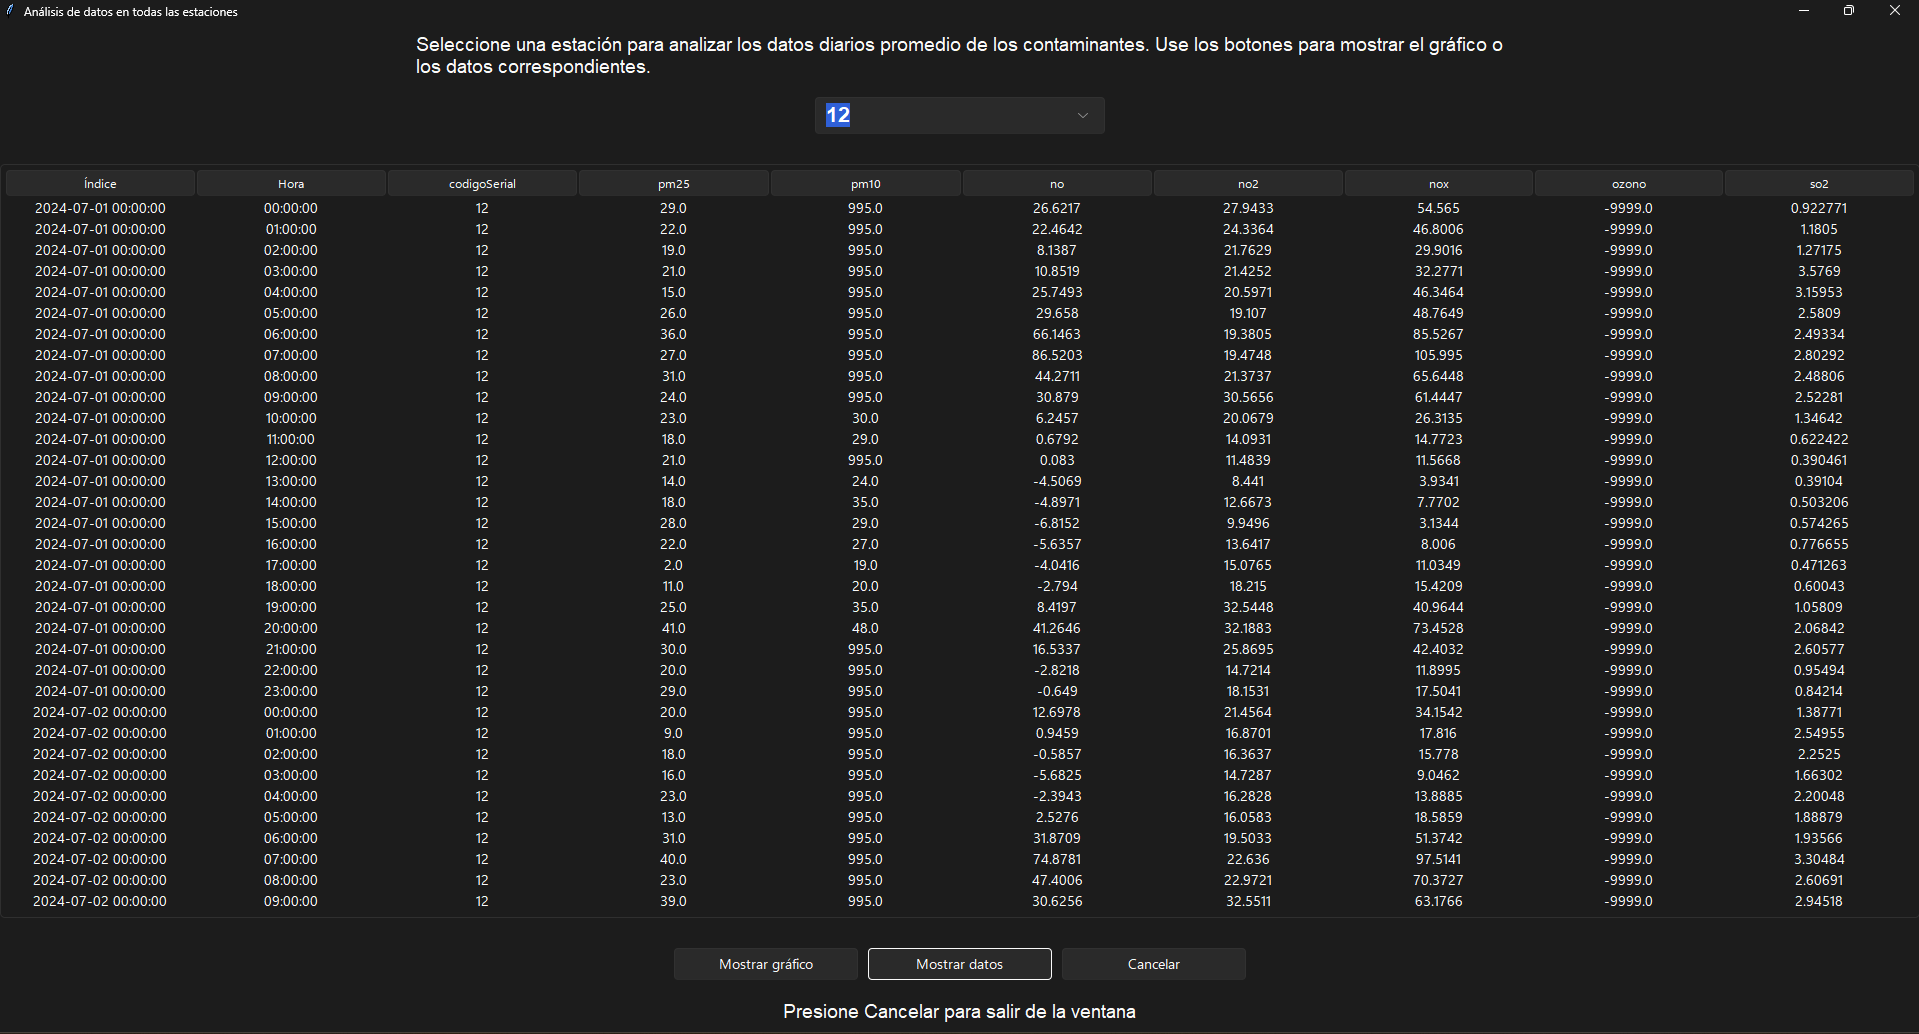 Análisis de datos en todas las estaciones
Seleccione una estación para analizar los datos diarios promedio de los contaminantes. Use los botones para mostrar el gráfico o
los datos correspondientes.
12
Índice Hora codigoSerial pm25 pm10 no no2 nox ozono so2
2024-07-01 00:00:00 00:00:00 12 29.0 995.0 26.6217 27.9433 54.565 -9999.0 0.922771
2024-07-01 00:00:00 01:00:00 12 22.0 995.0 22.4642 24.3364 46.8006 -9999.0 1.1805
2024-07-01 00:00:00 02:00:00 12 19.0 995.0 8.1387 21.7629 29.9016 -9999.0 1.27175
2024-07-01 00:00:00 03:00:00 12 21.0 995.0 10.8519 21.4252 32.2771 -9999.0 3.5769
2024-07-01 00:00:00 04:00:00 12 15.0 995.0 25.7493 20.5971 46.3464 -9999.0 3.15953
2024-07-01 00:00:00 05:00:00 12 26.0 995.0 29.658 19.107 48.7649 -9999.0 2.5809
2024-07-01 00:00:00 06:00:00 12 36.0 995.0 66.1463 19.3805 85.5267 -9999.0 2.49334
2024-07-01 00:00:00 07:00:00 12 27.0 995.0 86.5203 19.4748 105.995 -9999.0 2.80292
2024-07-01 00:00:00 08:00:00 12 31.0 995.0 44.2711 21.3737 65.6448 -9999.0 2.48806
2024-07-01 00:00:00 09:00:00 12 24.0 995.0 30.879 30.5656 61.4447 -9999.0 2.52281
2024-07-01 00:00:00 10:00:00 12 23.0 30.0 6.2457 20.0679 26.3135 -9999.0 1.34642
2024-07-01 00:00:00 11:00:00 12 18.0 29.0 0.6792 14.0931 14.7723 -9999.0 0.622422
2024-07-01 00:00:00 12:00:00 12 21.0 995.0 0.083 11.4839 11.5668 -9999.0 0.390461
2024-07-01 00:00:00 13:00:00 12 14.0 24.0 -4.5069 8.441 3.9341 -9999.0 0.39104
2024-07-01 00:00:00 14:00:00 12 18.0 35.0 -4.8971 12.6673 7.7702 -9999.0 0.503206
2024-07-01 00:00:00 15:00:00 12 28.0 29.0 -6.8152 9.9496 3.1344 -9999.0 0.574265
2024-07-01 00:00:00 16:00:00 12 22.0 27.0 -5.6357 13.6417 8.006 -9999.0 0.776655
2024-07-01 00:00:00 17:00:00 12 2.0 19.0 -4.0416 15.0765 11.0349 -9999.0 0.471263
2024-07-01 00:00:00 18:00:00 12 11.0 20.0 -2.794 18.215 15.4209 -9999.0 0.60043
2024-07-01 00:00:00 19:00:00 12 25.0 35.0 8.4197 32.5448 40.9644 -9999.0 1.05809
2024-07-01 00:00:00 20:00:00 12 41.0 48.0 41.2646 32.1883 73.4528 -9999.0 2.06842
2024-07-01 00:00:00 21:00:00 12 30.0 995.0 16.5337 25.8695 42.4032 -9999.0 2.60577
2024-07-01 00:00:00 22:00:00 12 20.0 995.0 -2.8218 14.7214 11.8995 -9999.0 0.95494
2024-07-01 00:00:00 23:00:00 12 29.0 995.0 -0.649 18.1531 17.5041 -9999.0 0.84214
2024-07-02 00:00:00 00:00:00 12 20.0 995.0 12.6978 21.4564 34.1542 -9999.0 1.38771
2024-07-02 00:00:00 01:00:00 12 9.0 995.0 0.9459 16.8701 17.816 -9999.0 2.54955
2024-07-02 00:00:00 02:00:00 12 18.0 995.0 -0.5857 16.3637 15.778 -9999.0 2.2525
2024-07-02 00:00:00 03:00:00 12 16.0 995.0 -5.6825 14.7287 9.0462 -9999.0 1.66302
2024-07-02 00:00:00 04:00:00 12 23.0 995.0 -2.3943 16.2828 13.8885 -9999.0 2.20048
2024-07-02 00:00:00 05:00:00 12 13.0 995.0 2.5276 16.0583 18.5859 -9999.0 1.88879
2024-07-02 00:00:00 06:00:00 12 31.0 995.0 31.8709 19.5033 51.3742 -9999.0 1.93566
2024-07-02 00:00:00 07:00:00 12 40.0 995.0 74.8781 22.636 97.5141 -9999.0 3.30484
2024-07-02 00:00:00 08:00:00 12 23.0 995.0 47.4006 22.9721 70.3727 -9999.0 2.60691
2024-07-02 00:00:00 09:00:00 12 39.0 995.0 30.6256 32.5511 63.1766 -9999.0 2.94518
Mostrar gráfico Mostrar datos Cancelar
Presione Cancelar para salir de la ventana